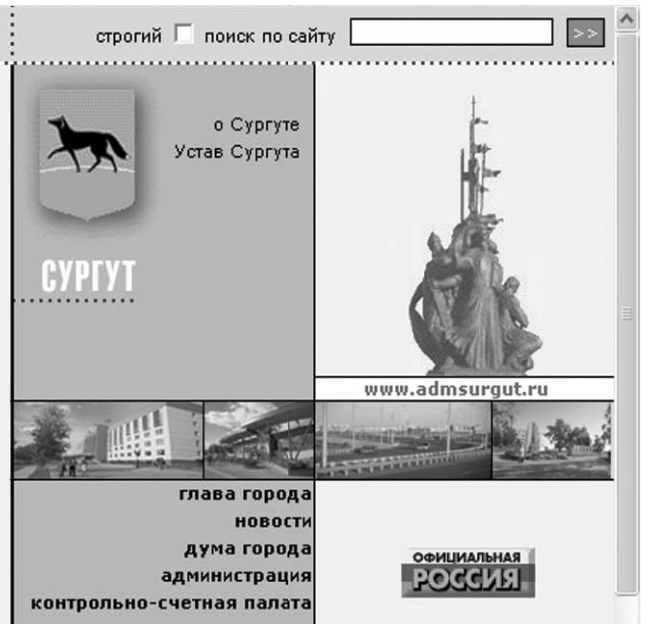 строгий поиск по сайту >>
о Сургуте
Устав Сургута
СУРГУТ
www.admsurgut.ru
глава города
новости
дума города
администрация
контрольно-счетная палата
ОФИЦИАЛЬНАЯ
РОССИЯ